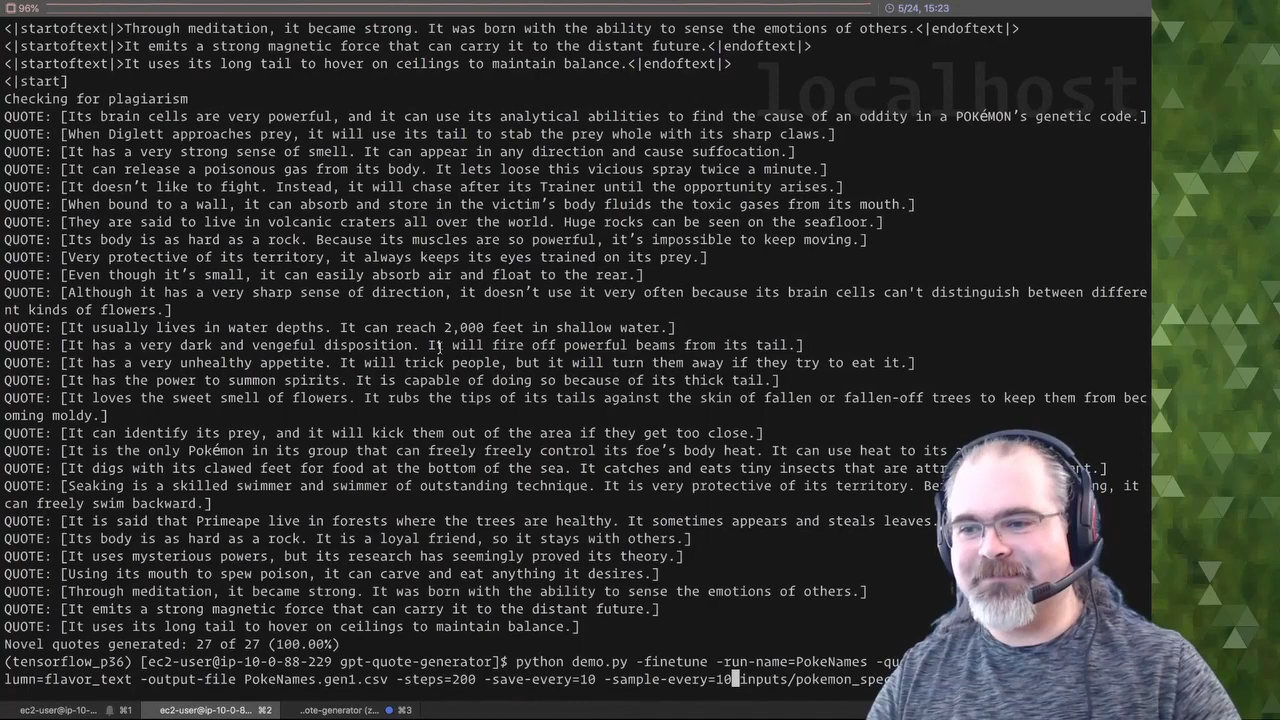 96%
5/24, 15:23
<|startoftext|>Through meditation, it became strong. It was born with the ability to sense the emotions of others.<|endoftext|>
<|startoftext|>It emits a strong magnetic force that can carry it to the distant future.<|endoftext|>
<|startoftext|>It uses its long tail to hover on ceilings to maintain balance.<|endoftext|>
<|start]
localhost
Checking for plagiarism
QUOTE: [Its brain cells are very powerful, and it can use its analytical abilities to find the cause of an oddity in a POKéMON’s genetic code.]
QUOTE: [When Diglett approaches prey, it will use its tail to stab the prey whole with its sharp claws.]
QUOTE: [It has a very strong sense of smell. It can appear in any direction and cause suffocation.]
QUOTE: [It can release a poisonous gas from its body. It lets loose this vicious spray twice a minute.]
QUOTE: [It doesn’t like to fight. Instead, it will chase after its Trainer until the opportunity arises.]
QUOTE: [When bound to a wall, it can absorb and store in the victim’s body fluids the toxic gases from its mouth.]
QUOTE: [They are said to live in volcanic craters all over the world. Huge rocks can be seen on the seafloor.]
QUOTE: [Its body is as hard as a rock. Because its muscles are so powerful, it’s impossible to keep moving.]
QUOTE: [Very protective of its territory, it always keeps its eyes trained on its prey.]
QUOTE: [Even though it’s small, it can easily absorb air and float to the rear.]
QUOTE: [Although it has a very sharp sense of direction, it doesn’t use it very often because its brain cells can't distinguish between differe
nt kinds of flowers.]
QUOTE: [It usually lives in water depths. It can reach 2,000 feet in shallow water.]
QUOTE: [It has a very dark and vengeful disposition. It will fire off powerful beams from its tail.]
QUOTE: [It has a very unhealthy appetite. It will trick people, but it will turn them away if they try to eat it.]
QUOTE: [It has the power to summon spirits. It is capable of doing so because of its thick tail.]
QUOTE: [It loves the sweet smell of flowers. It rubs the tips of its tails against the skin of fallen or fallen-off trees to keep them from bec
oming moldy.]
QUOTE: [It can identify its prey, and it will kick them out of the area if they get too close.]
QUOTE: [It is the only Pokémon in its group that can freely freely control its foe’s body heat. It can use heat to its
QUOTE: [It digs with its clawed feet for food at the bottom of the sea. It catches and eats tiny insects that are
QUOTE: [Seaking is a skilled swimmer and swimmer of outstanding technique. It is very protective of its territory. it
can freely swim backward.]
QUOTE: [It is said that Primeape live in forests where the trees are healthy. It sometimes appears and steals leaves.
QUOTE: [Its body is as hard as a rock. It is a loyal friend, so it stays with others.]
QUOTE: [It uses mysterious powers, but its research has seemingly proved its theory.]
QUOTE: [Using its mouth to spew poison, it can carve and eat anything it desires.]
QUOTE: [Through meditation, it became strong. It was born with the ability to sense the emotions of others.]
QUOTE: [It emits a strong magnetic force that can carry it to the distant future.]
QUOTE: [It uses its long tail to hover on ceilings to maintain balance.]
Novel quotes generated: 27 of 27 (100.00%)
(tensorflow_p36) [ec2-user@ip-10-0-88-229 gpt-quote-generator]$ python demo.py -finetune -run-name=PokeNames
lumn=flavor_text -output-file PokeNames.gen1.csv -steps=200 -save-every=10 -sample-every=10 inputs/pokemon_spe
ec2-user@ip-10-... ⌘1 ec2-user@ip-10-0-8... ⌘2 ..ote-generator (z... ⌘3